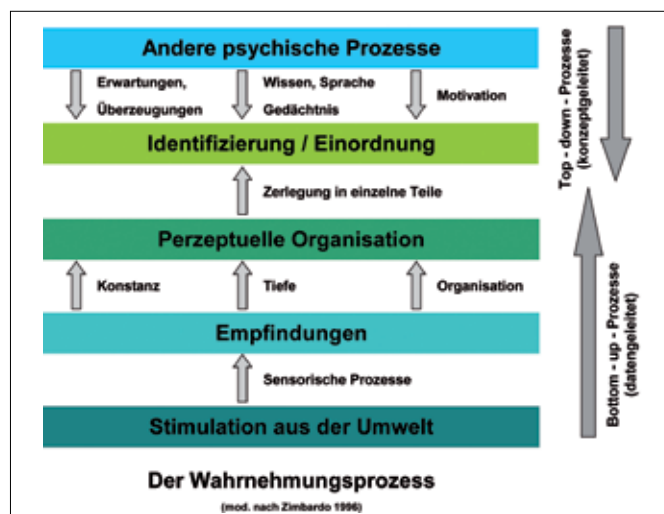 Andere psychische Prozesse
Erwartungen,
Überzeugungen
Wissen, Sprache
Gedächtnis
Motivation
Identifizierung / Einordnung
Zerlegung in einzelne Teile
Perzeptuelle Organisation
Konstanz
Tiefe
Organisation
Empfindungen
Sensorische Prozesse
Stimulation aus der Umwelt
Top - down - Prozesse
(konzeptgeleitet)
Bottom - up - Prozesse
(datengeleitet)
Der Wahrnehmungsprozess
(mod. nach Zimbardo 1996)